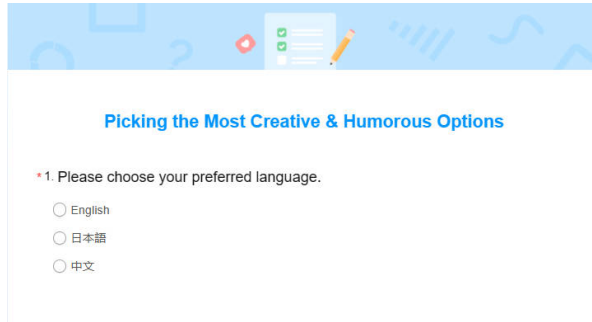 Picking the Most Creative & Humorous Options
*1. Please choose your preferred language.
English
日本語
中文